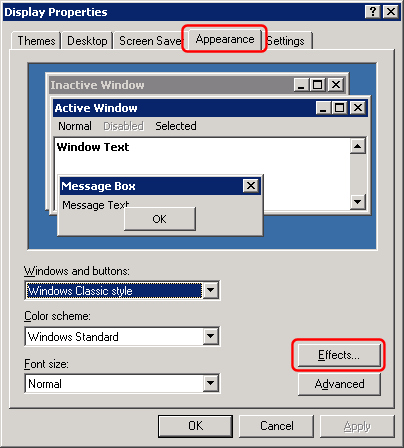 Display Properties
Themes Desktop Screen Saver Appearance Settings
Inactive Window
Active Window
Normal Disabled Selected
Window Text
Message Box
Message Text
OK
Windows and buttons:
Windows Classic style
Color scheme:
Windows Standard
Effects...
Font size:
Normal
Advanced
OK Cancel Apply